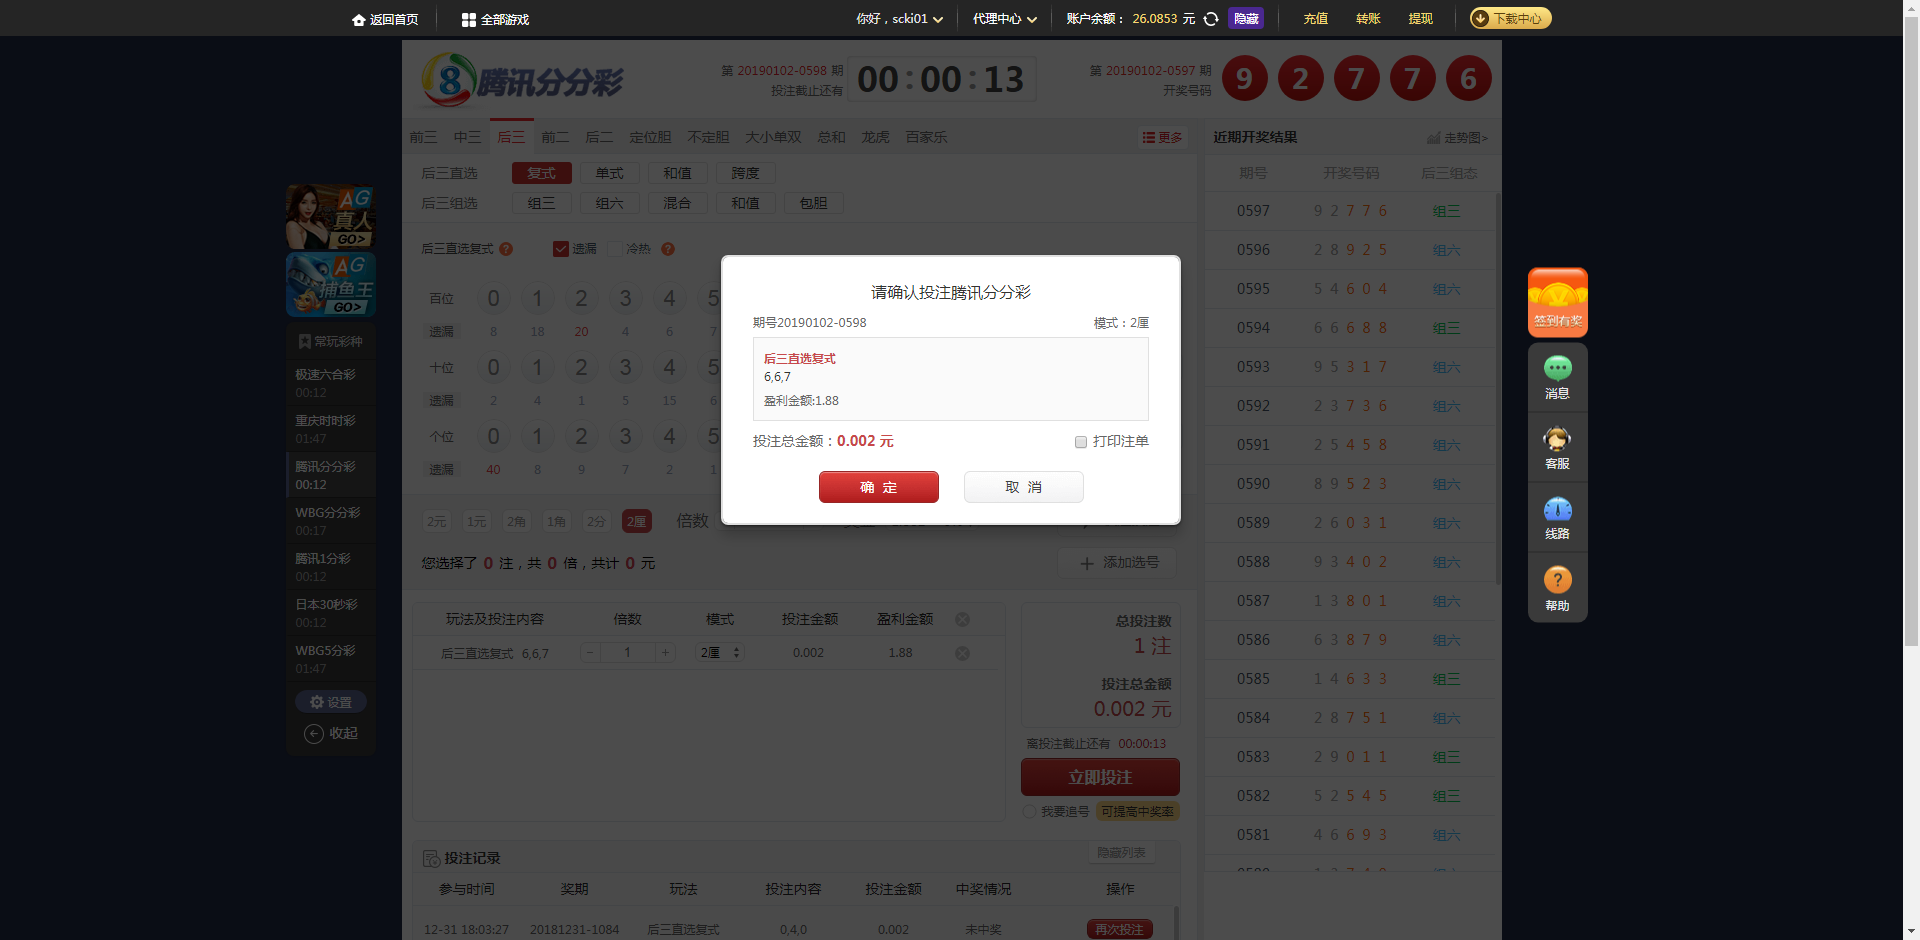 返回首页 全部游戏 你好，scki01 代理中心 账户余额： 26.0853 元 隐藏 充值 转账 提现 下载中心
8 腾讯分分彩
第 20190102-0598 期
投注截止还有
00:00:13
第 20190102-0597 期
开奖号码
9 2 7 7 6
前三 中三 后三 前二 后二 定位胆 不定胆 大小单双 总和 龙虎 百家乐 更多
后三直选 复式 单式 和值 跨度
后三组选 组三 组六 混合 和值 包胆
后三直选复式 ? 遗漏 冷热 ?
百位 0 1 2 3 4 5
遗漏 8 18 20 4 6 7
十位 0 1 2 3 4 5
遗漏 2 4 1 5 15 6
个位 0 1 2 3 4 5
遗漏 40 8 9 7 2 1
2元 1元 2角 1角 2分 2厘 倍数
您选择了 0 注，共 0 倍，共计 0 元
添加选号
玩法及投注内容 倍数 模式 投注金额 盈利金额
后三直选复式 6,6,7 − 1 + 2厘 0.002 1.88
总投注数
1 注
投注总金额
0.002 元
离投注截止还有 00:00:13
立即投注
我要追号 可提高中奖率
投注记录 隐藏列表
参与时间 奖期 玩法 投注内容 投注金额 中奖情况 操作
12-31 18:03:27 20181231-1084 后三直选复式 0,4,0 0.002 未中奖 再次投注
请确认投注腾讯分分彩
期号20190102-0598 模式：2厘
后三直选复式
6,6,7
盈利金额:1.88
投注总金额：0.002 元 打印注单
确 定 取 消
近期开奖结果 走势图>
期号 开奖号码 后三组态
0597 9 2 7 7 6 组三
0596 2 8 9 2 5 组六
0595 5 4 6 0 4 组六
0594 6 6 6 8 8 组三
0593 9 5 3 1 7 组六
0592 2 3 7 3 6 组六
0591 2 5 4 5 8 组六
0590 8 9 5 2 3 组六
0589 2 6 0 3 1 组六
0588 9 3 4 0 2 组六
0587 1 3 8 0 1 组六
0586 6 3 8 7 9 组六
0585 1 4 6 3 3 组三
0584 2 8 7 5 1 组六
0583 2 9 0 1 1 组三
0582 5 2 5 4 5 组三
0581 4 6 6 9 3 组六
AG
真人
GO>
AG
捕鱼王
GO>
常玩彩种
极速六合彩
00:12
重庆时时彩
01:47
腾讯分分彩
00:12
WBG分分彩
00:17
腾讯1分彩
00:12
日本30秒彩
00:12
WBG5分彩
01:47
设置
收起
签到有奖
消息
客服
线路
?
帮助